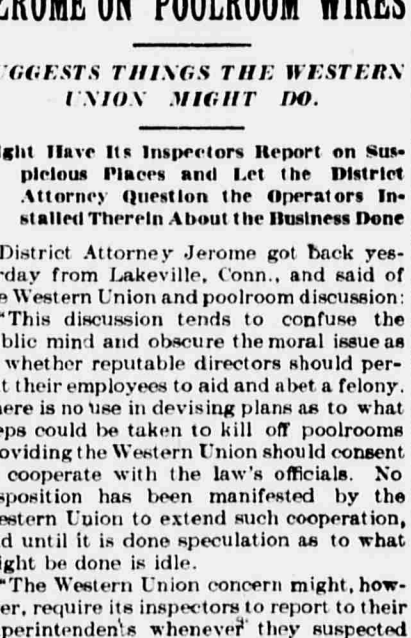 EROME ON POOLROOM WIRES
UGGESTS THINGS THE WESTERN
UNION MIGHT DO.
ight Have Its Inspectors Report on Sus-
picious Places and Let the District
Attorney Question the Operators In-
stalled Therein About the Business Done
District Attorney Jerome got back yes-
rday from Lakeville, Conn., and said of
e Western Union and poolroom discussion:
"This discussion tends to confuse the
blic mind and obscure the moral issue as
whether reputable directors should per-
t their employees to aid and abet a felony.
ere is no use in devising plans as to what
eps could be taken to kill off poolrooms
oviding the Western Union should consent
cooperate with the law's officials. No
sposition has been manifested by the
estern Union to extend such cooperation,
d until it is done speculation as to what
ight be done is idle.
"The Western Union concern might, how-
er, require its inspectors to report to their
perintendents whenever they suspected